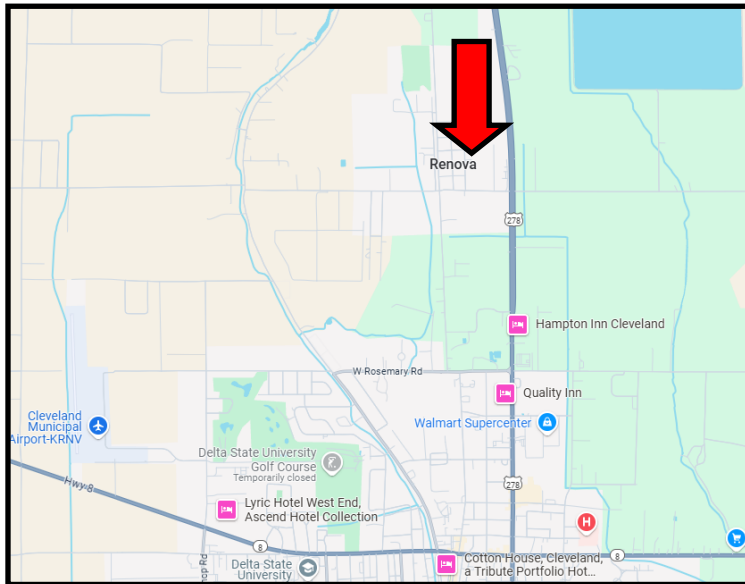 Renova
278
Hampton Inn Cleveland
W Rosemary Rd
Quality Inn
Walmart Supercenter
Cleveland
Municipal
Airport-KRNV
Delta State University
Golf Course
Temporarily closed
Hwy 8
278
Lyric Hotel West End,
Ascend Hotel Collection
H
8
8
Cotton House, Cleveland,
a Tribute Portfolio Hot...
Delta State
University
hop Rd